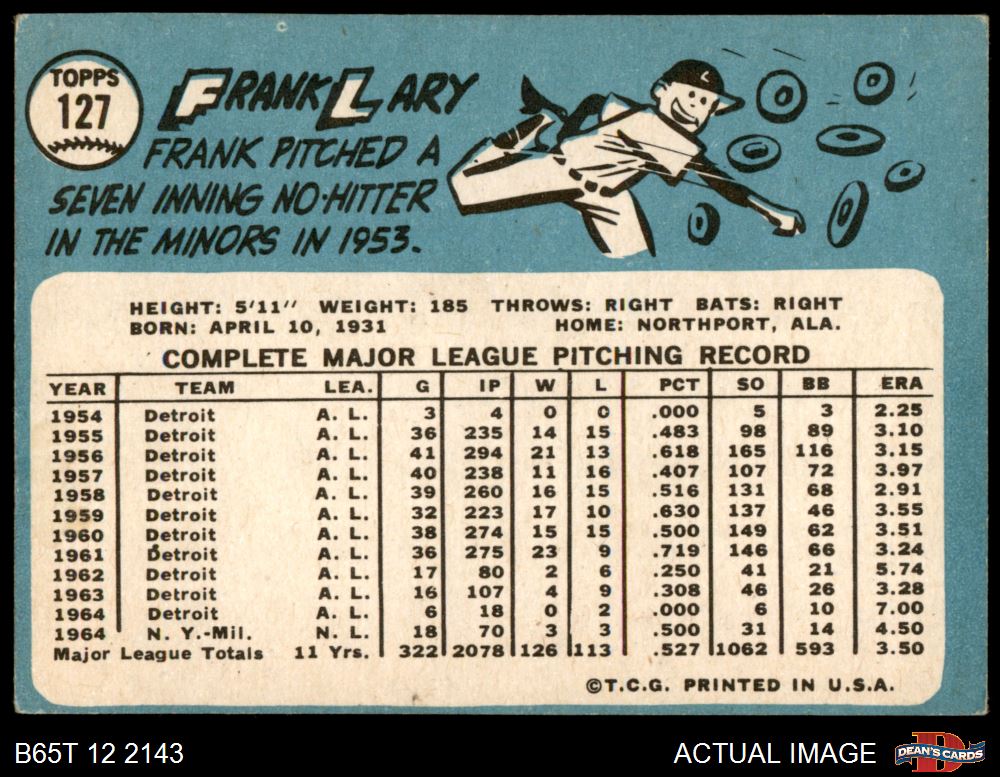 TOPPS
127
FRANK LARY
FRANK PITCHED A
SEVEN INNING NO-HITTER
IN THE MINORS IN 1953.
C
HEIGHT: 5'11" WEIGHT: 185 THROWS: RIGHT BATS: RIGHT
BORN: APRIL 10, 1931 HOME: NORTHPORT, ALA.
COMPLETE MAJOR LEAGUE PITCHING RECORD
YEAR TEAM LEA. G IP W L PCT SO BB ERA
1954 Detroit A. L. 3 4 0 0 .000 5 3 2.25
1955 Detroit A. L. 36 235 14 15 .483 98 89 3.10
1956 Detroit A. L. 41 294 21 13 .618 165 116 3.15
1957 Detroit A. L. 40 238 11 16 .407 107 72 3.97
1958 Detroit A. L. 39 260 16 15 .516 131 68 2.91
1959 Detroit A. L. 32 223 17 10 .630 137 46 3.55
1960 Detroit A. L. 38 274 15 15 .500 149 62 3.51
1961 Detroit A. L. 36 275 23 9 .719 146 66 3.24
1962 Detroit A. L. 17 80 2 6 .250 41 21 5.74
1963 Detroit A. L. 16 107 4 9 .308 46 26 3.28
1964 Detroit A. L. 6 18 0 2 .000 6 10 7.00
1964 N. Y.-Mil. N. L. 18 70 3 3 .500 31 14 4.50
Major League Totals 11 Yrs. 322 2078 126 113 .527 1062 593 3.50
©T.C.G. PRINTED IN U.S.A.
B65T 12 2143 ACTUAL IMAGE
DEAN'S CARDS